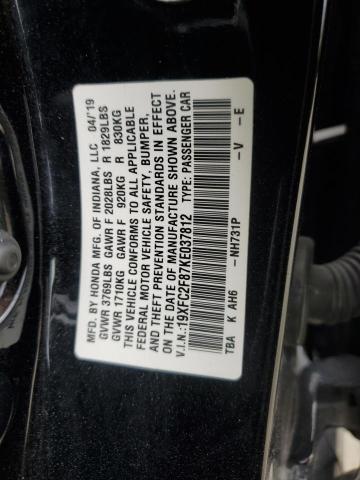 MFD. BY HONDA MFG. OF INDIANA, LLC 04/'19
GVWR 3769LBS GAWR F 2028LBS R 1829LBS
GVWR 1710KG GAWR F 920KG R 830KG
THIS VEHICLE CONFORMS TO ALL APPLICABLE
FEDERAL MOTOR VEHICLE SAFETY, BUMPER,
AND THEFT PREVENTION STANDARDS IN EFFECT
ON THE DATE OF MANUFACTURE SHOWN ABOVE.
V.I.N.:19XFC2F87KE037812 TYPE: PASSENGER CAR
TBA K AH6 - NH731P - V - E